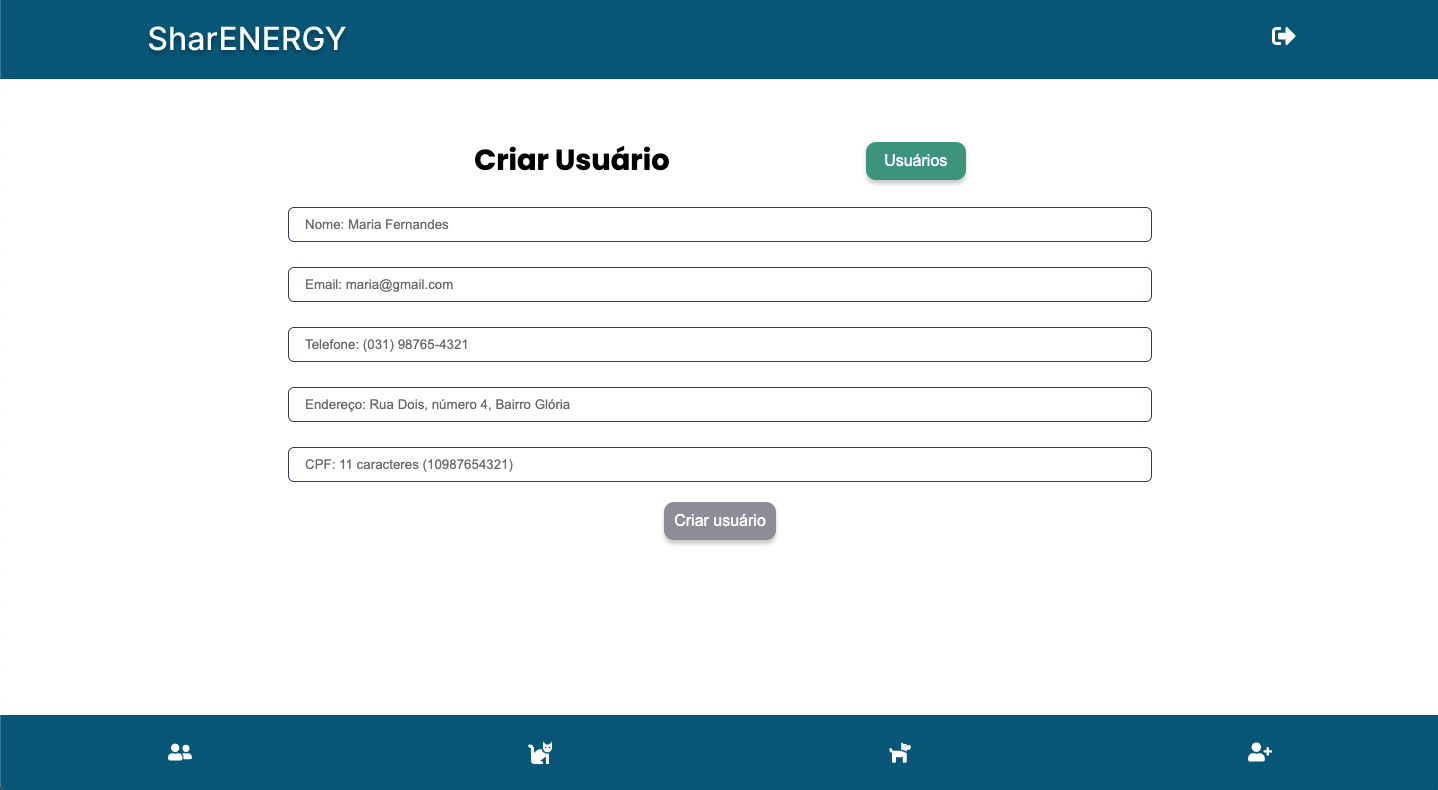 SharENERGY
Criar Usuário
Usuários
Nome: Maria Fernandes
Email: maria@gmail.com
Telefone: (031) 98765-4321
Endereço: Rua Dois, número 4, Bairro Glória
CPF: 11 caracteres (10987654321)
Criar usuário